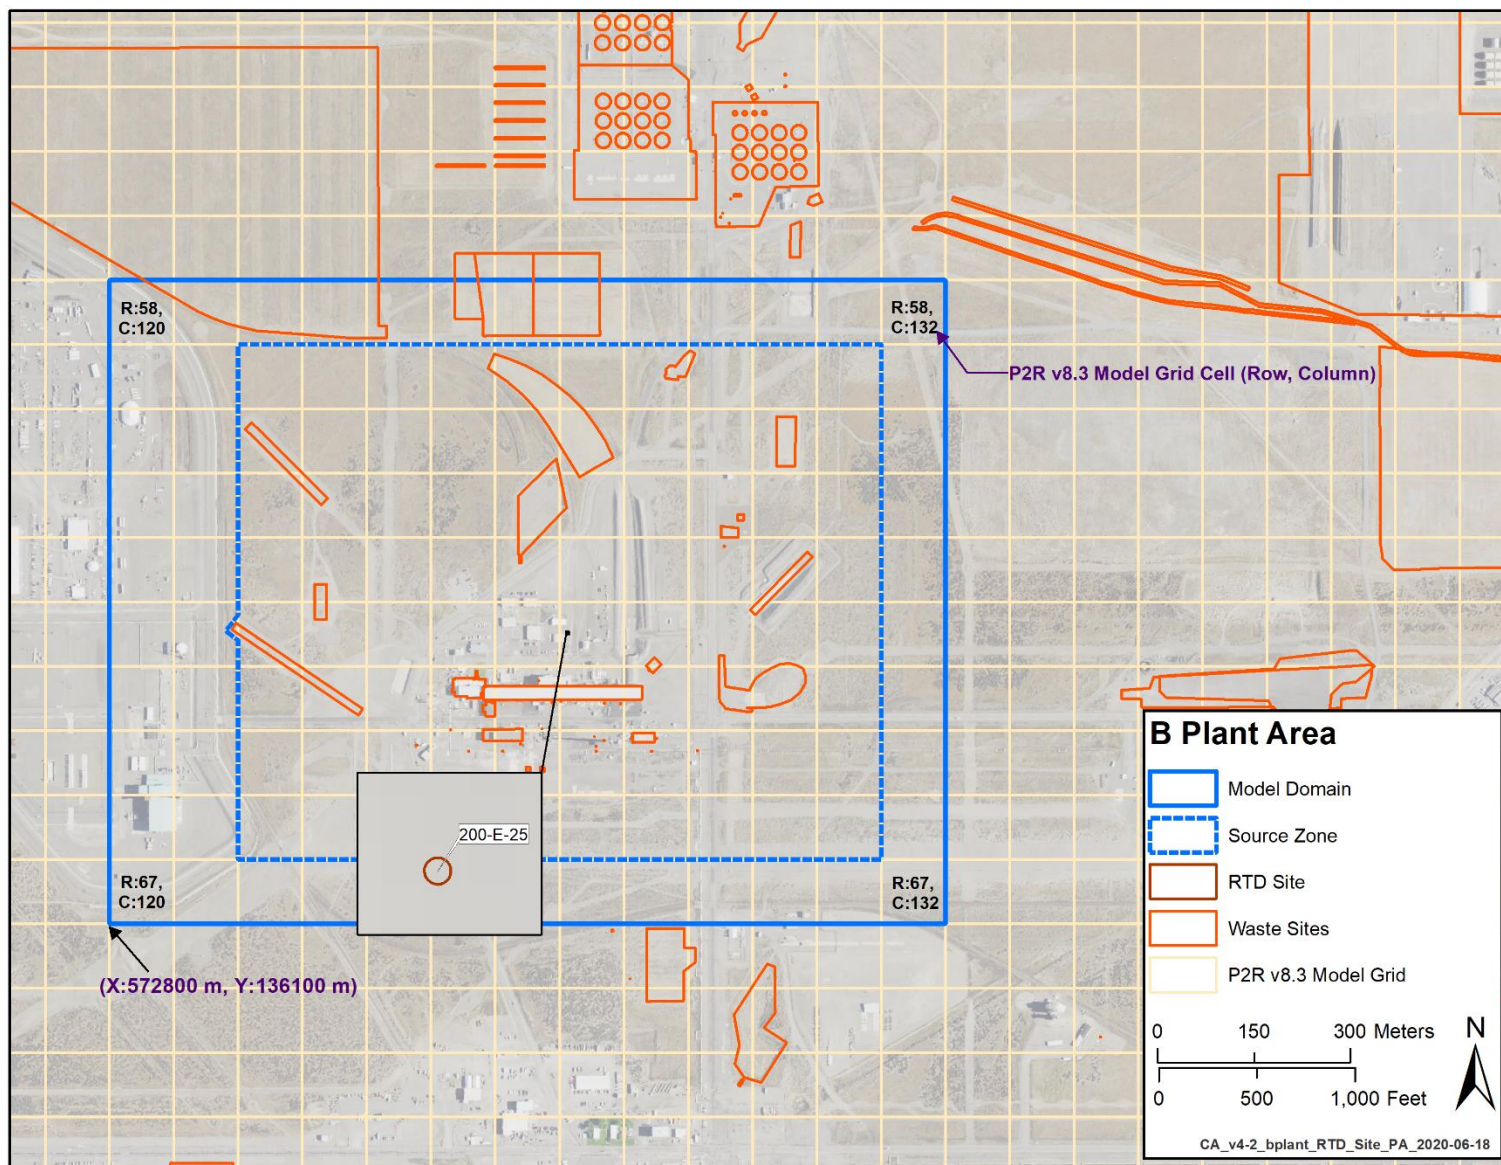 R:58,
C:120
R:58,
C:132
P2R v8.3 Model Grid Cell (Row, Column)
200-E-25
R:67,
C:120
R:67,
C:132
(X:572800 m, Y:136100 m)
B Plant Area
Model Domain
Source Zone
RTD Site
Waste Sites
P2R v8.3 Model Grid
0 150 300 Meters
N
0 500 1,000 Feet
CA_v4-2_bplant_RTD_Site_PA_2020-06-18